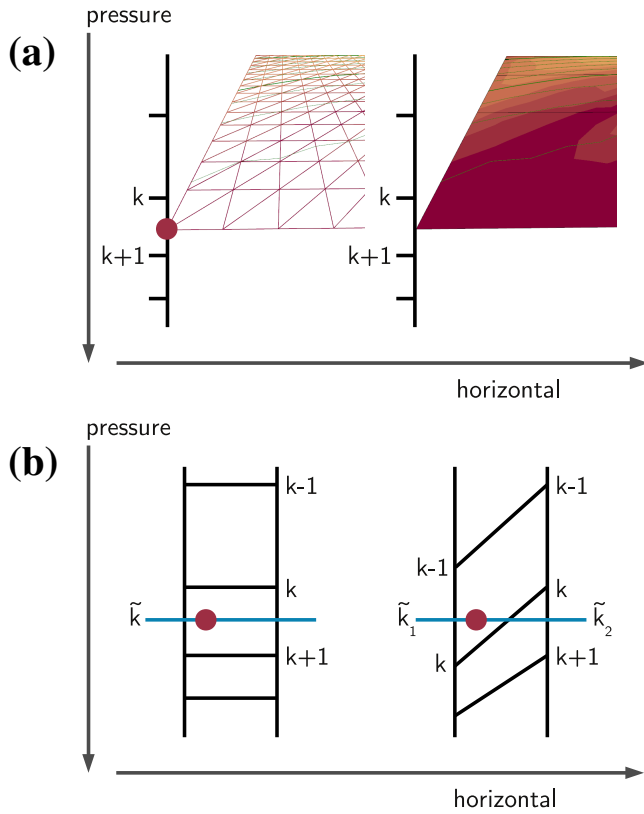 pressure
(a)
k
k
k+1
k+1
horizontal
pressure
(b)
k-1
k-1
k-1
k
k
k̃
k̃₁
k̃₂
k+1
k
k+1
horizontal